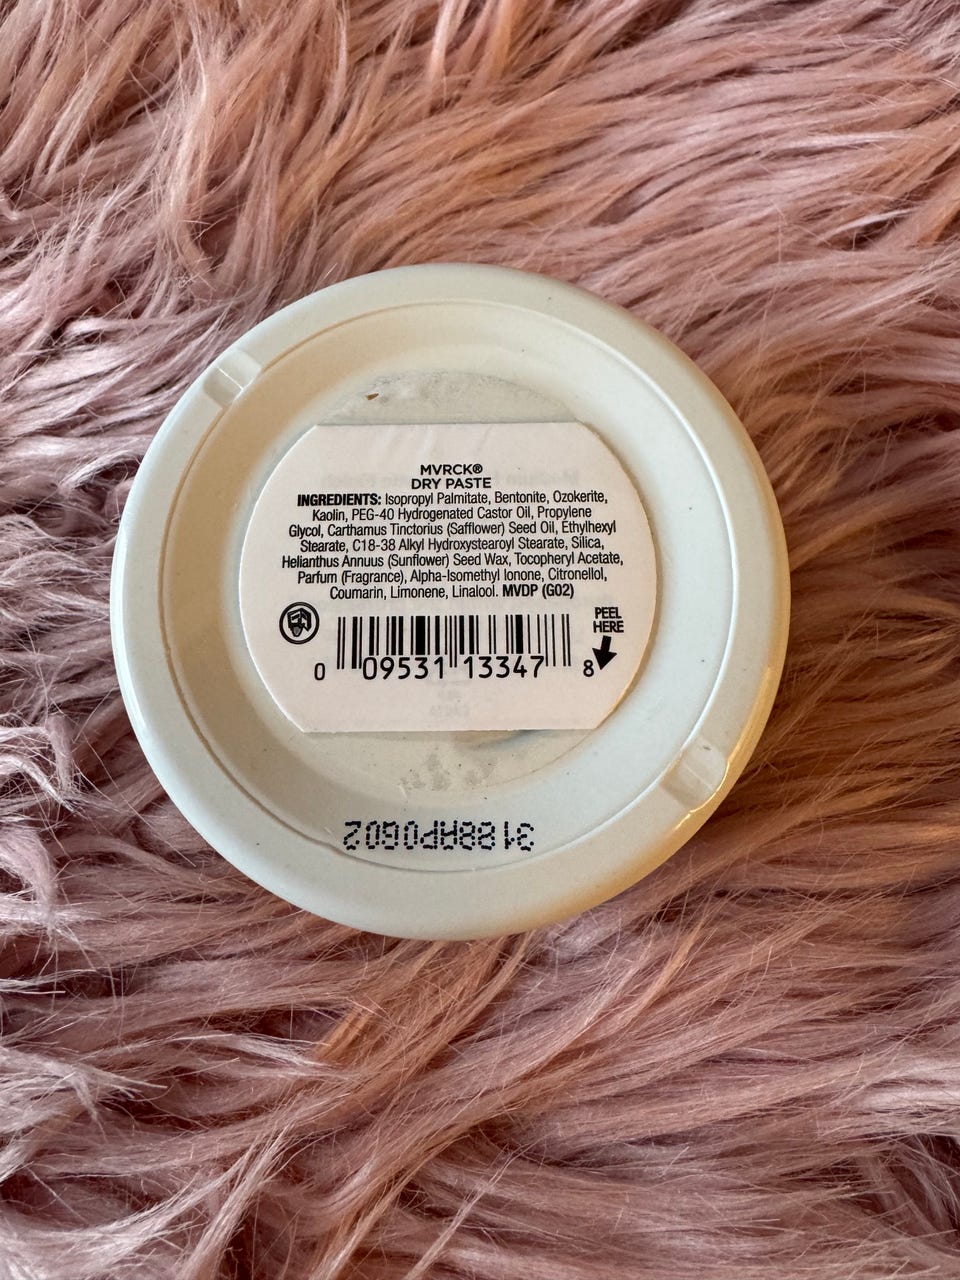 MVRCK®
DRY PASTE
INGREDIENTS: Isopropyl Palmitate, Bentonite, Ozokerite,
Kaolin, PEG-40 Hydrogenated Castor Oil, Propylene
Glycol, Carthamus Tinctorius (Safflower) Seed Oil, Ethylhexyl
Stearate, C18-38 Alkyl Hydroxystearoyl Stearate, Silica,
Helianthus Annuus (Sunflower) Seed Wax, Tocopheryl Acetate,
Parfum (Fragrance), Alpha-Isomethyl Ionone, Citronellol,
Coumarin, Limonene, Linalool. MVDP (G02)
PEEL
HERE
0 09531 13347 8
3188AP0G02